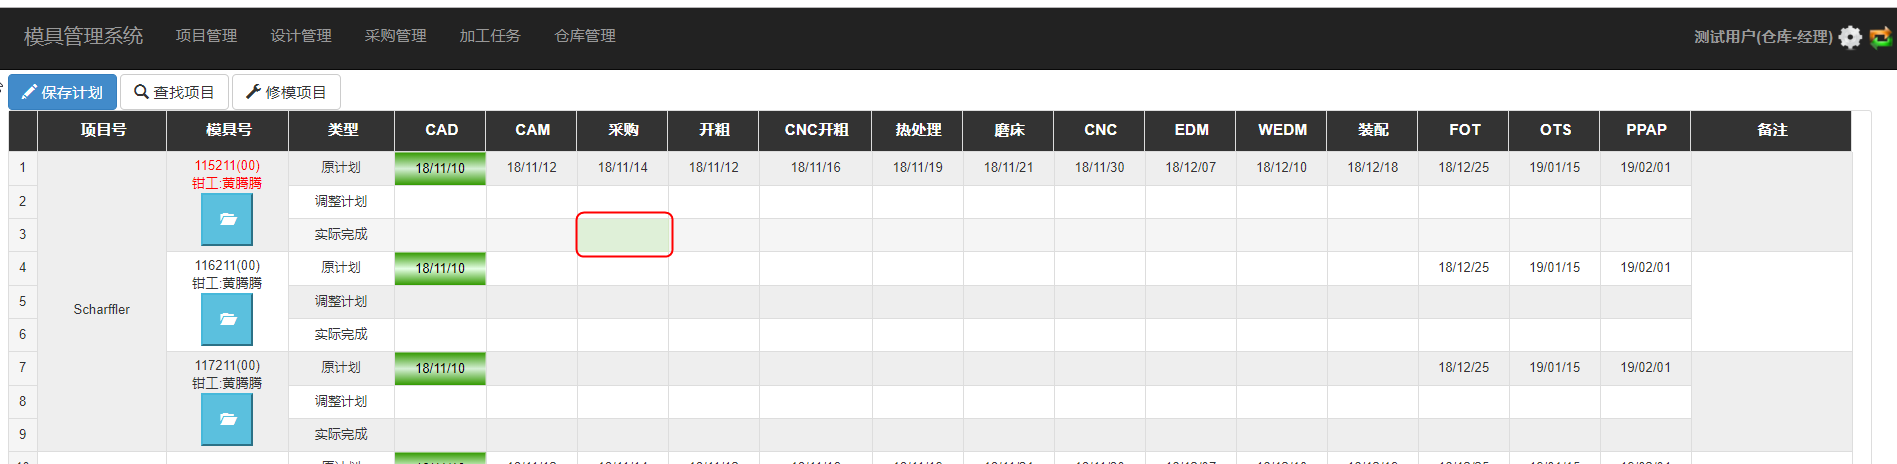 模具管理系统 项目管理 设计管理 采购管理 加工任务 仓库管理 测试用户(仓库-经理)
保存计划 查找项目 修模项目
项目号 模具号 类型 CAD CAM 采购 开粗 CNC开粗 热处理 磨床 CNC EDM WEDM 装配 FOT OTS PPAP 备注
1 115211(00) 原计划 18/11/10 18/11/12 18/11/14 18/11/12 18/11/16 18/11/19 18/11/21 18/11/30 18/12/07 18/12/10 18/12/18 18/12/25 19/01/15 19/02/01
钳工:黄腾腾
2 调整计划
3 实际完成
4 116211(00) 原计划 18/11/10 18/12/25 19/01/15 19/02/01
钳工:黄腾腾
5 调整计划
Scharffler
6 实际完成
7 117211(00) 原计划 18/11/10 18/12/25 19/01/15 19/02/01
钳工:黄腾腾
8 调整计划
9 实际完成